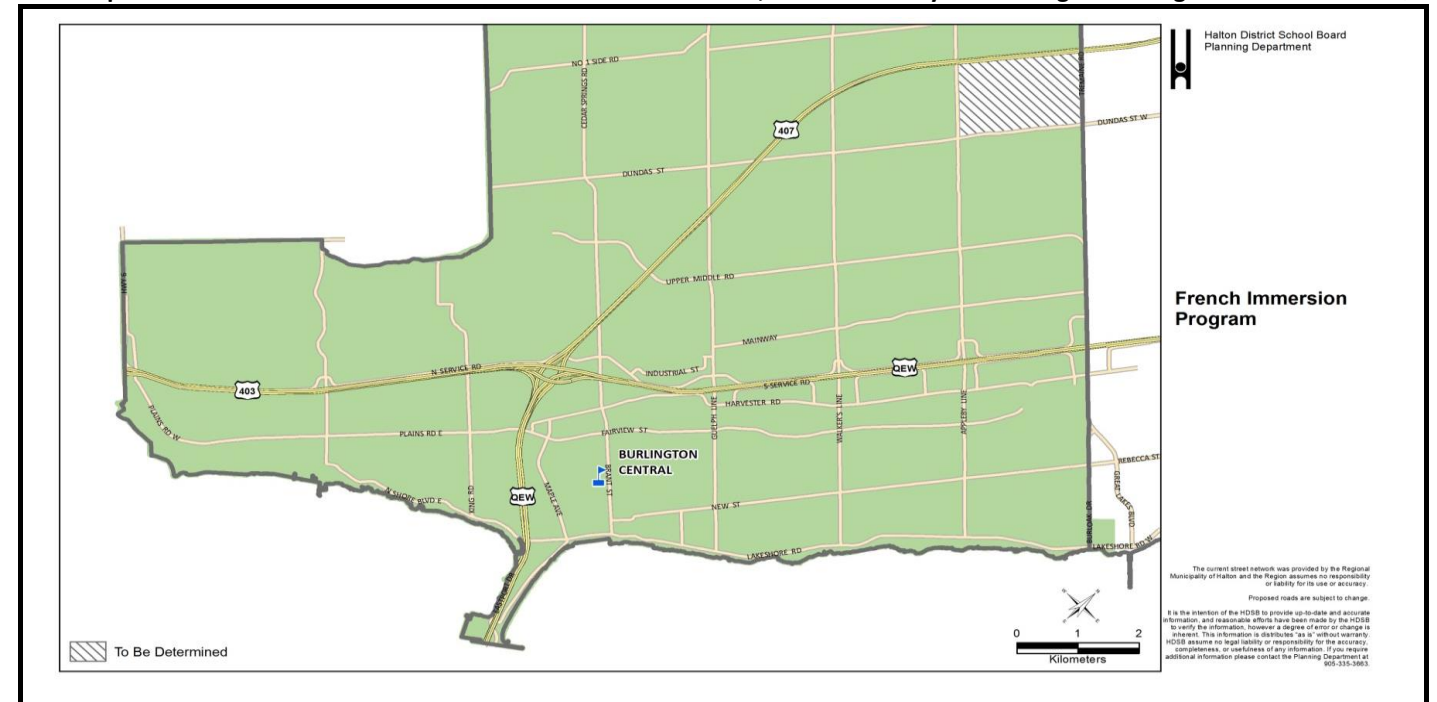 Halton District School Board
Planning Department
NO 1 SIDE RD
CEDAR SPRINGS RD
407
TREMAINE RD
DUNDAS ST W
DUNDAS ST
UPPER MIDDLE RD
HWY 6
French Immersion
Program
MAINWAY
N SERVICE RD
INDUSTRIAL ST
QEW
S SERVICE RD
403
HARVESTER RD
GUELPH LINE
WALKER'S LINE
APPLEBY LINE
PLAINS RD W
PLAINS RD E
FAIRVIEW ST
BURLINGTON
CENTRAL
BRANT ST
REBECCA ST
GREAT LAKES BLVD
MAPLE AVE
KING RD
N SHORE BLVD E
QEW
NEW ST
BURLOAK DR
LAKESHORE RD
LAKESHORE RD W
EASTPORT DR
The current street network was provided by the Regional
Municipality of Halton and the Region assumes no responsibility
or liability for its use or accuracy.
Proposed roads are subject to change.
It is the intention of the HDSB to provide up-to-date and accurate
information, and reasonable efforts have been made by the HDSB
to verify the information, however a degree of error or change is
inherent. This information is distributes "as is" without warranty.
HDSB assume no legal liability or responsibility for the accuracy,
completeness, or usefulness of any information. If you require
additional information please contact the Planning Department at
905-335-3663.
0 1 2
Kilometers
To Be Determined